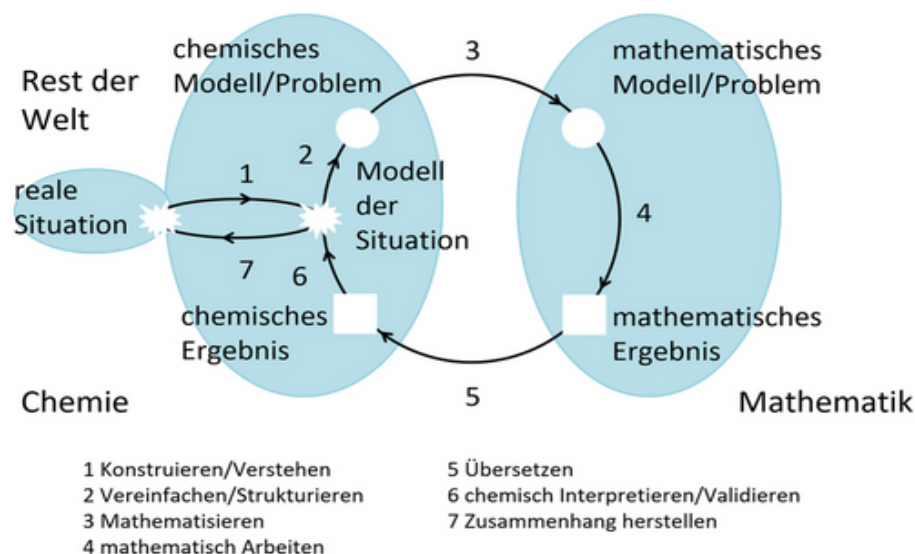 chemisches
Modell/Problem
3
mathematisches
Modell/Problem
Rest der
Welt
2
Modell
der
Situation
1
reale
Situation
4
7
6
chemisches
Ergebnis
mathematisches
Ergebnis
5
Chemie
Mathematik
1 Konstruieren/Verstehen
2 Vereinfachen/Strukturieren
3 Mathematisieren
4 mathematisch Arbeiten
5 Übersetzen
6 chemisch Interpretieren/Validieren
7 Zusammenhang herstellen